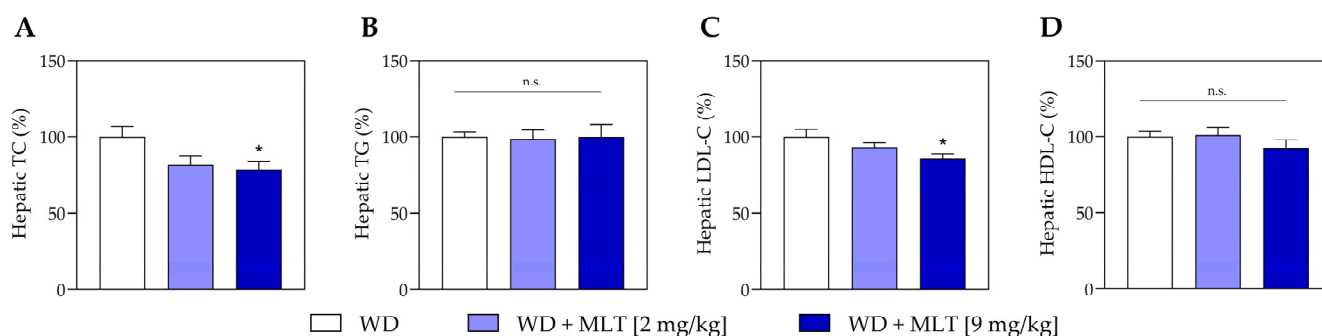 A
Hepatic TC (%)
150
100
50
0
*
B
Hepatic TG (%)
150
100
50
0
n.s.
C
Hepatic LDL-C (%)
150
100
50
0
*
D
Hepatic HDL-C (%)
150
100
50
0
n.s.
WD
WD + MLT [2 mg/kg]
WD + MLT [9 mg/kg]